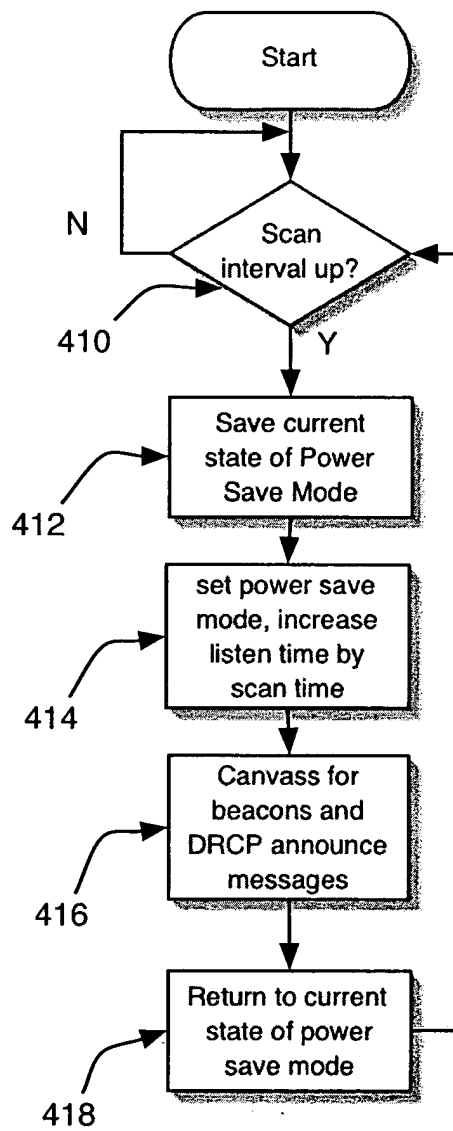 Start
N
Scan
interval up?
410
Y
Save current
state of Power
Save Mode
412
set power save
mode, increase
listen time by
scan time
414
Canvass for
beacons and
DRCP announce
messages
416
Return to current
state of power
save mode
418